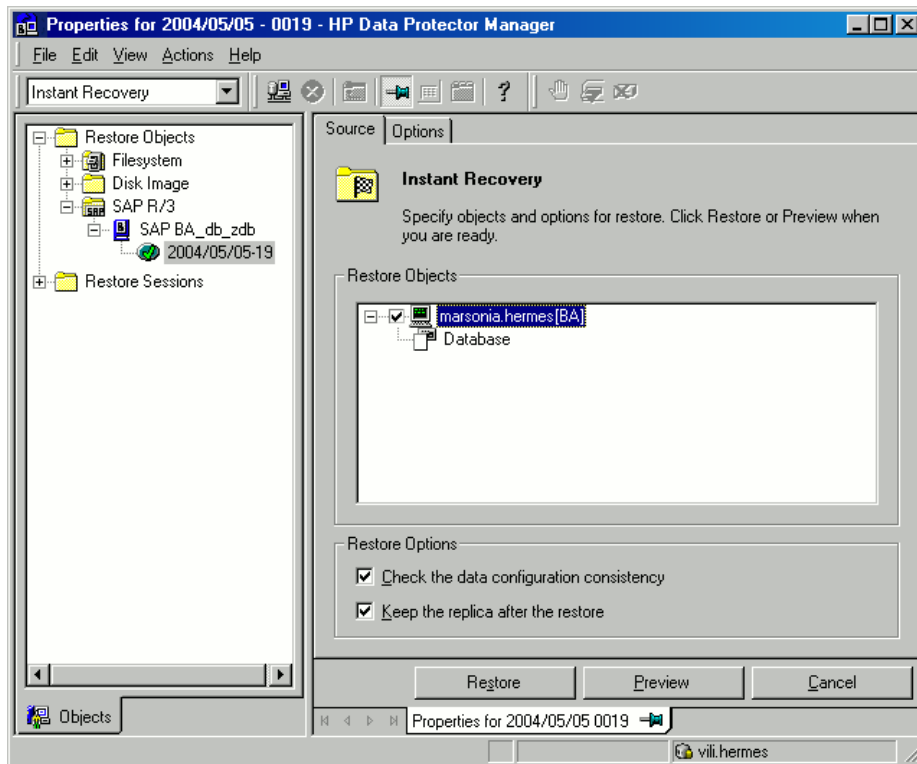 Properties for 2004/05/05 - 0019 - HP Data Protector Manager
File Edit View Actions Help
Instant Recovery
Restore Objects
Filesystem
Disk Image
SAP R/3
SAP BA_db_zdb
2004/05/05-19
Restore Sessions
Objects
Source Options
Instant Recovery
Specify objects and options for restore. Click Restore or Preview when
you are ready.
Restore Objects
marsonia.hermes[BA]
Database
Restore Options
Check the data configuration consistency
Keep the replica after the restore
Restore Preview Cancel
Properties for 2004/05/05 0019
vili.hermes